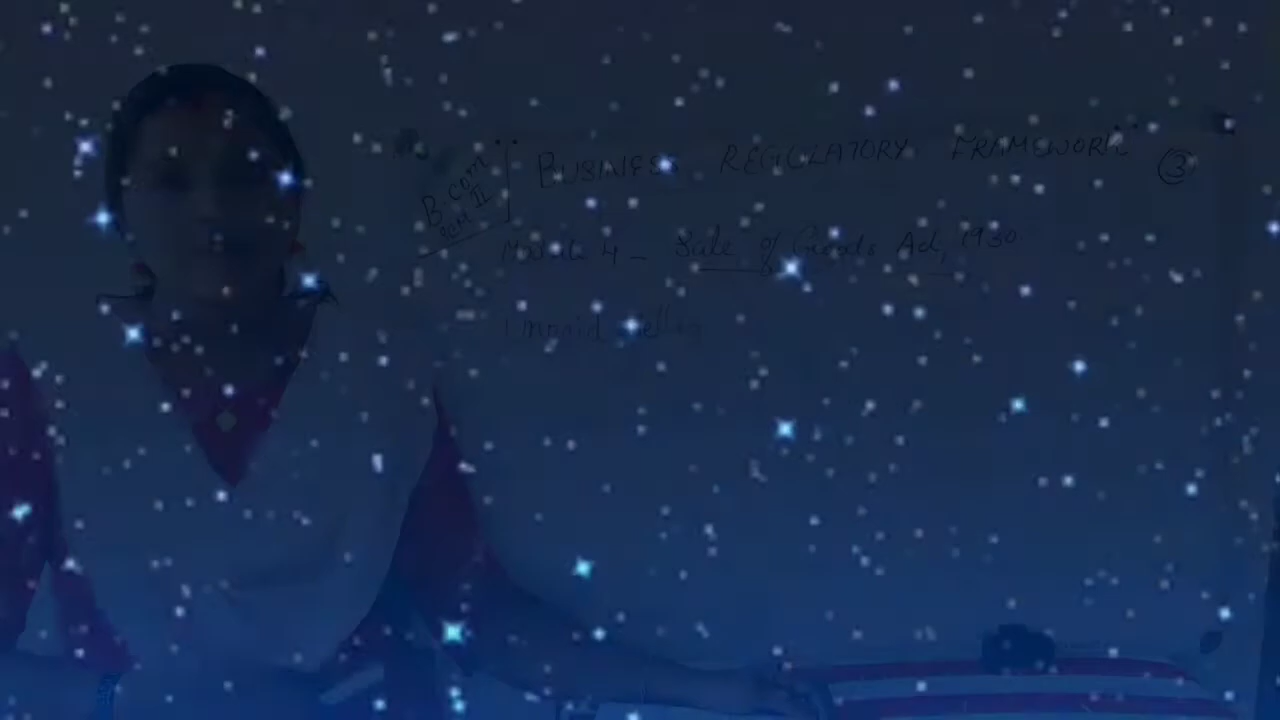 B.Com
Sem II
BUSINESS REGULATORY FRAMEWORK
3
Module 4 - Sale of Goods Act, 1930.
Unpaid Seller